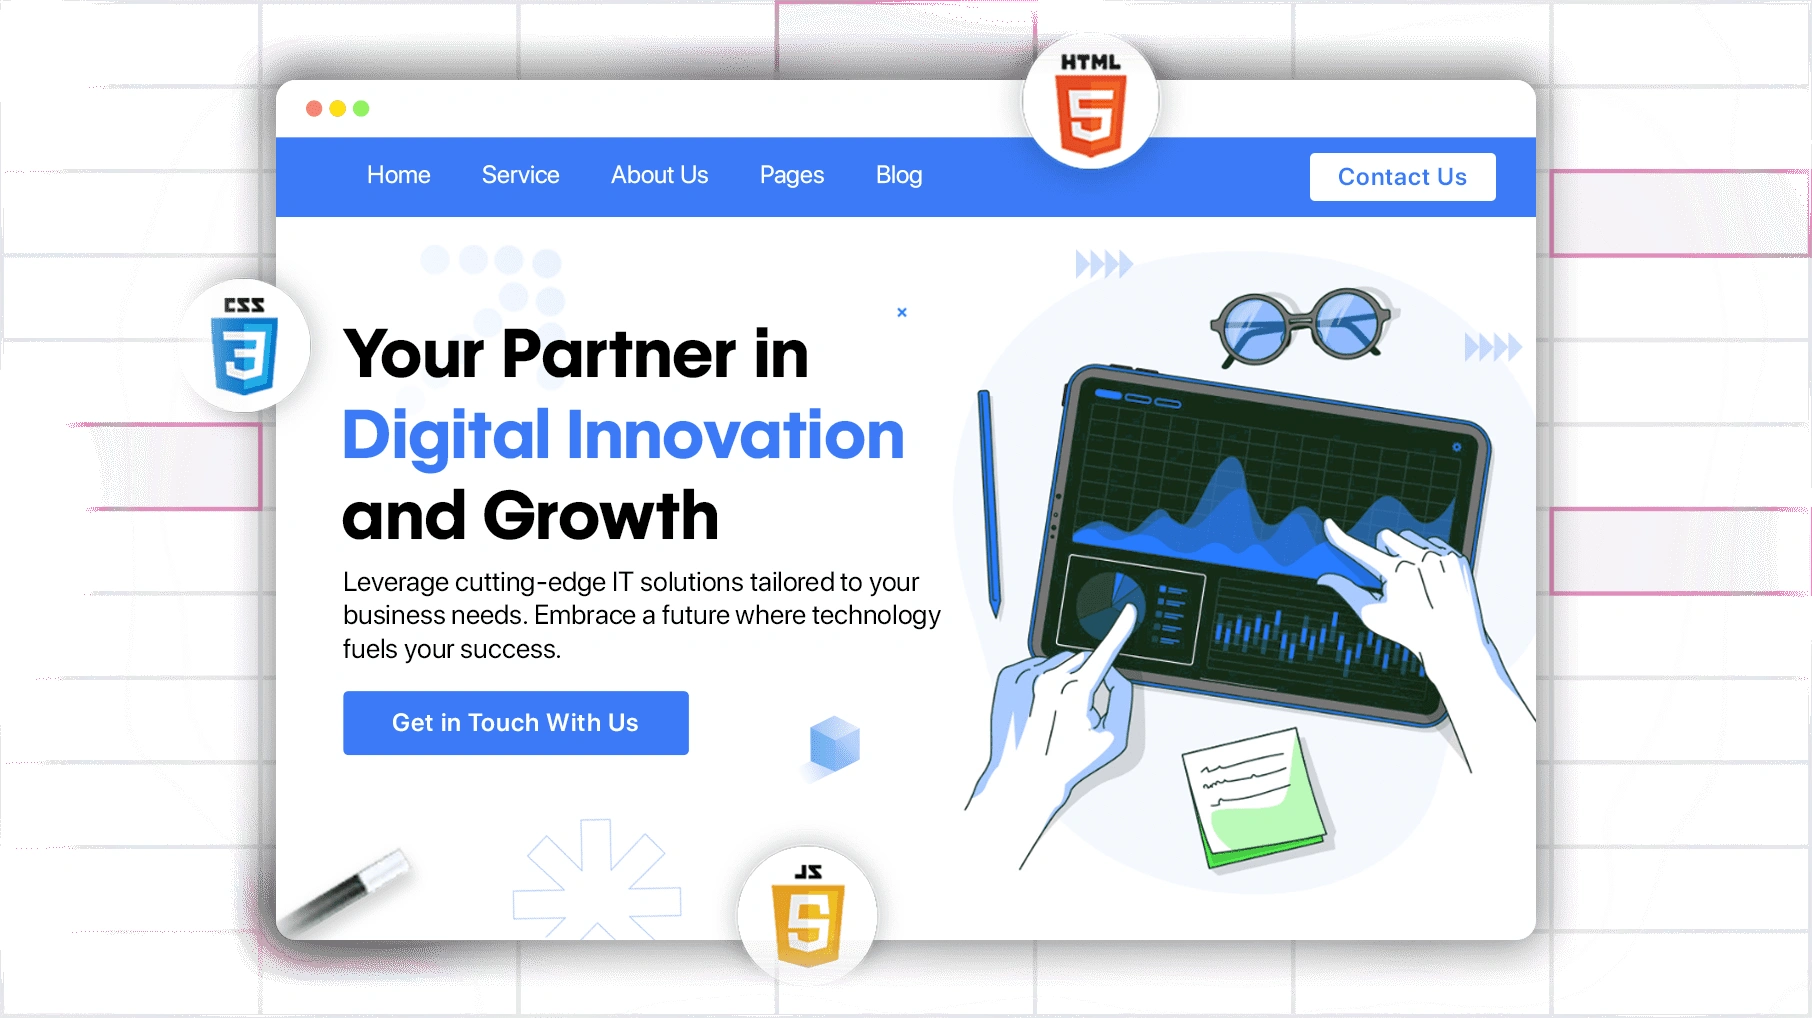 HTML
5
Home Service About Us Pages Blog
Contact Us
CSS
3
Your Partner in
Digital Innovation
and Growth
Leverage cutting-edge IT solutions tailored to your
business needs. Embrace a future where technology
fuels your success.
Get in Touch With Us
JS
5